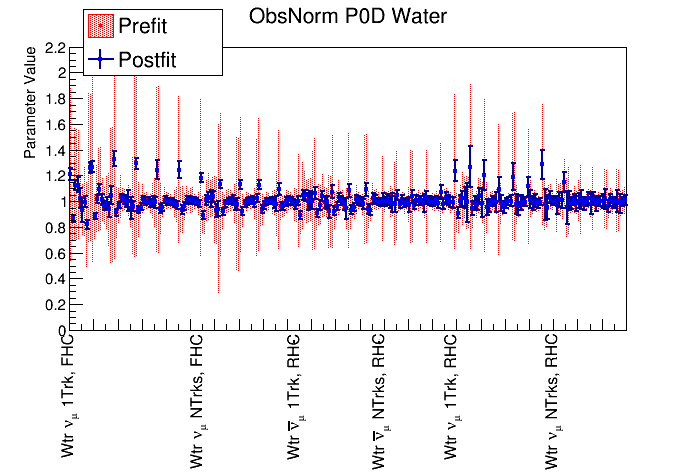 ObsNorm P0D Water
Prefit
Postfit
Parameter Value
2.2
2
1.8
1.6
1.4
1.2
1
0.8
0.6
0.4
0.2
0
Wtr νμ 1Trk, FHC
Wtr νμ NTrks, FHC
Wtr ν̅μ 1Trk, RHC
Wtr ν̅μ NTrks, RHC
Wtr νμ 1Trk, RHC
Wtr νμ NTrks, RHC